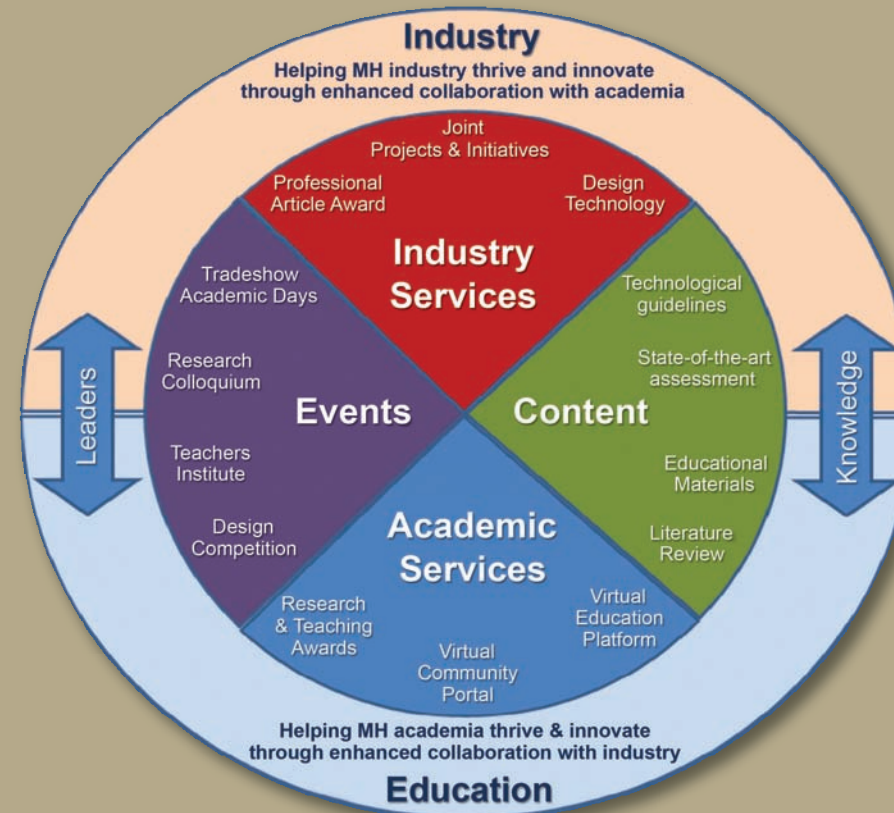 Industry
Helping MH industry thrive and innovate
through enhanced collaboration with academia
Joint
Projects & Initiatives
Professional
Article Award
Design
Technology
Industry
Services
Tradeshow
Academic Days
Research
Colloquium
Teachers
Institute
Design
Competition
Events
Content
Technological
guidelines
State-of-the-art
assessment
Educational
Materials
Literature
Review
Leaders
Knowledge
Academic
Services
Research
& Teaching
Awards
Virtual
Community
Portal
Virtual
Education
Platform
Helping MH academia thrive & innovate
through enhanced collaboration with industry
Education